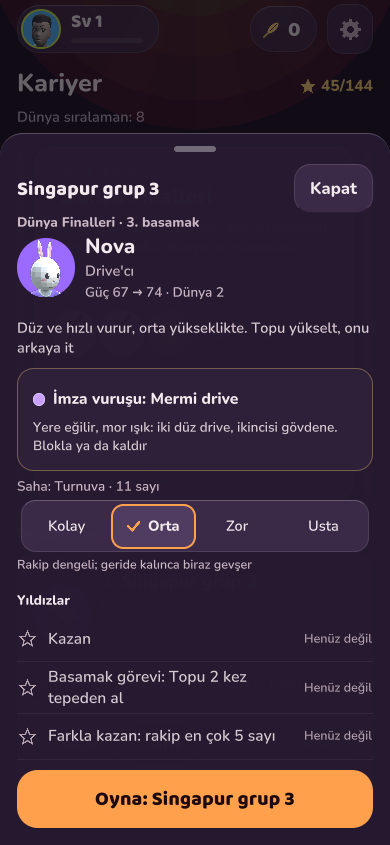 Sv 1
0
Kariyer
45/144
Dünya sıralaman: 8
Singapur grup 3
Kapat
Dünya Finalleri · 3. basamak
Nova
Drive'cı
Güç 67 → 74 · Dünya 2
Düz ve hızlı vurur, orta yükseklikte. Topu yükselt, onu
arkaya it
İmza vuruşu: Mermi drive
Yere eğilir, mor ışık: iki düz drive, ikincisi gövdene.
Blokla ya da kaldır
Saha: Turnuva · 11 sayı
Kolay
Orta
Zor
Usta
Rakip dengeli; geride kalınca biraz gevşer
Yıldızlar
Kazan
Henüz değil
Basamak görevi: Topu 2 kez
tepeden al
Henüz değil
Farkla kazan: rakip en çok 5 sayı
Henüz değil
Oyna: Singapur grup 3